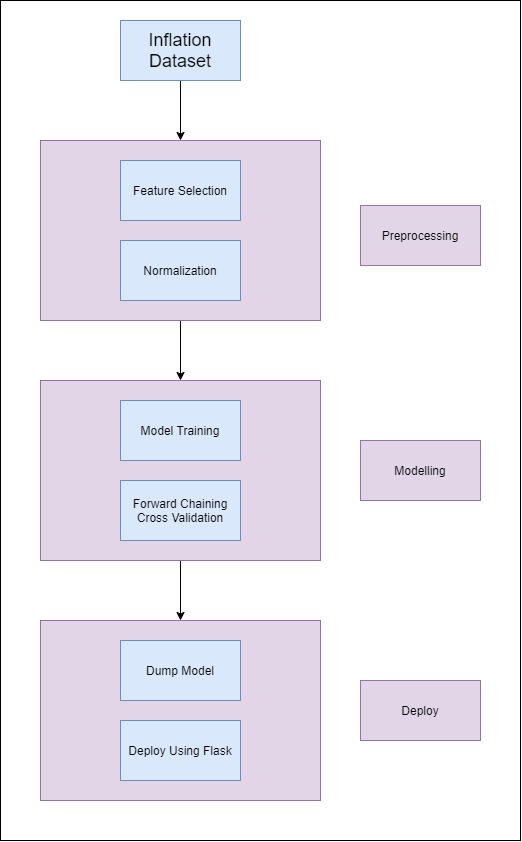 Inflation
Dataset
Feature Selection
Normalization
Preprocessing
Model Training
Forward Chaining
Cross Validation
Modelling
Dump Model
Deploy Using Flask
Deploy